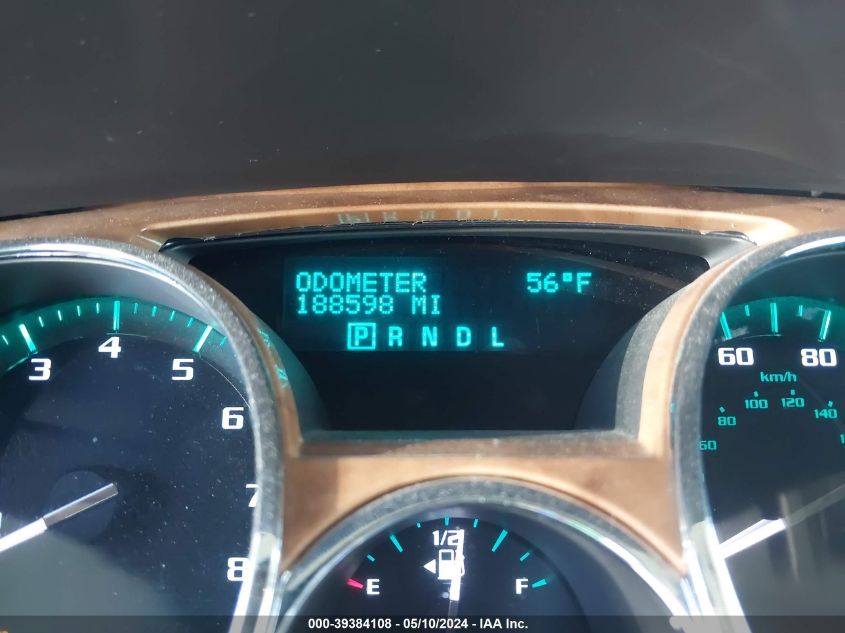 ODOMETER 56°F
188598 MI
P R N D L
3 4 5 6 7 8
60 80
km/h
80 100 120 140
1/2
E F
000-39384108 - 05/10/2024 - IAA Inc.